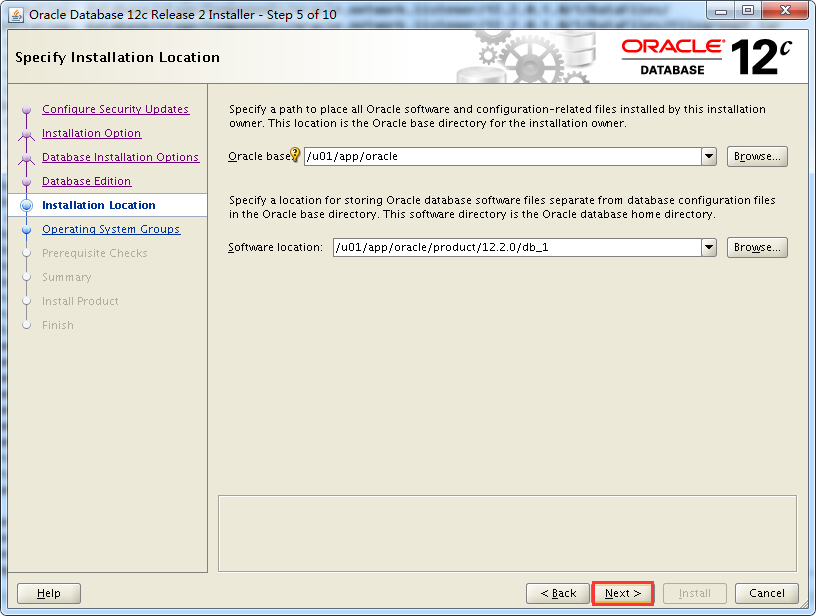 Oracle Database 12c Release 2 Installer - Step 5 of 10
Specify Installation Location
ORACLE®
DATABASE
12c
Configure Security Updates
Installation Option
Database Installation Options
Database Edition
Installation Location
Operating System Groups
Prerequisite Checks
Summary
Install Product
Finish
Specify a path to place all Oracle software and configuration-related files installed by this installation
owner. This location is the Oracle base directory for the installation owner.
Oracle base: /u01/app/oracle Browse...
Specify a location for storing Oracle database software files separate from database configuration files
in the Oracle base directory. This software directory is the Oracle database home directory.
Software location: /u01/app/oracle/product/12.2.0/db_1 Browse...
Help
< Back
Next >
Install
Cancel